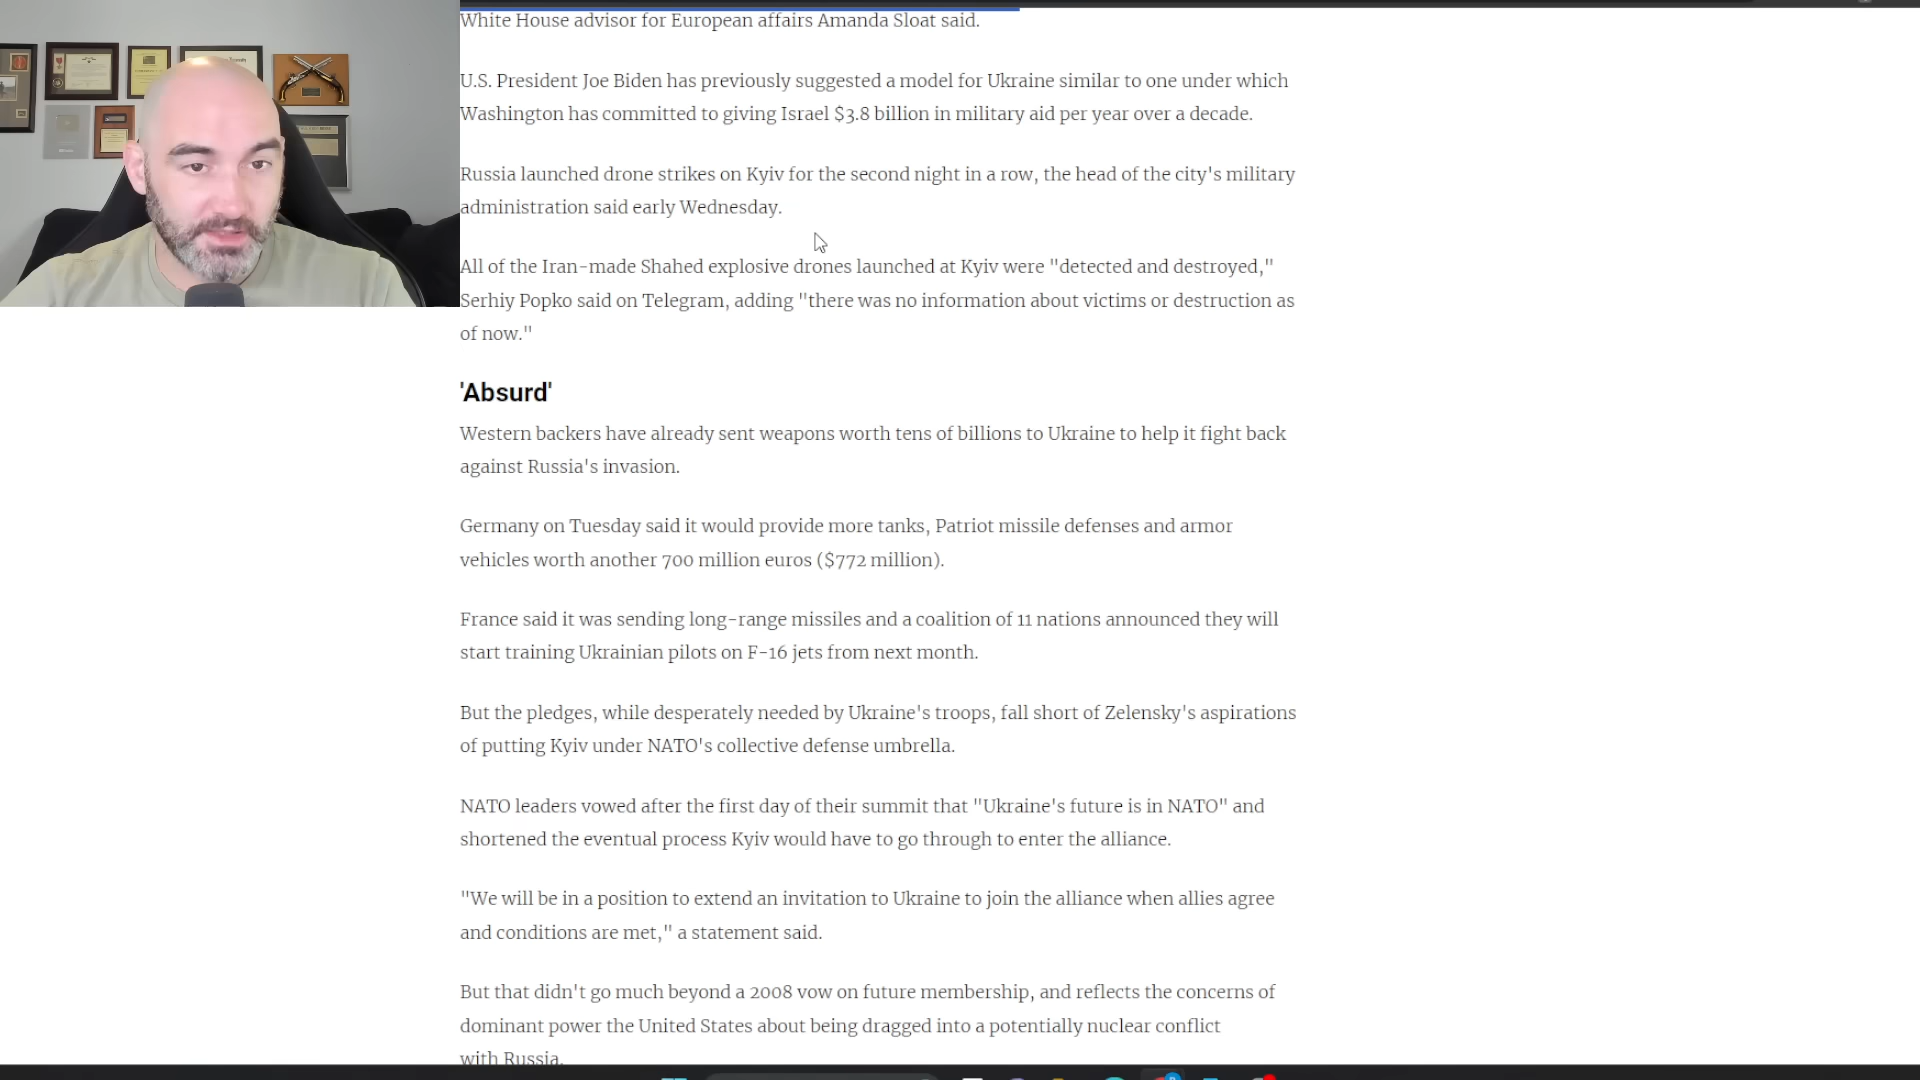 White House advisor for European affairs Amanda Sloat said.
U.S. President Joe Biden has previously suggested a model for Ukraine similar to one under which
Washington has committed to giving Israel $3.8 billion in military aid per year over a decade.
Russia launched drone strikes on Kyiv for the second night in a row, the head of the city's military
administration said early Wednesday.
All of the Iran-made Shahed explosive drones launched at Kyiv were "detected and destroyed,"
Serhiy Popko said on Telegram, adding "there was no information about victims or destruction as
of now."
'Absurd'
Western backers have already sent weapons worth tens of billions to Ukraine to help it fight back
against Russia's invasion.
Germany on Tuesday said it would provide more tanks, Patriot missile defenses and armor
vehicles worth another 700 million euros ($772 million).
France said it was sending long-range missiles and a coalition of 11 nations announced they will
start training Ukrainian pilots on F-16 jets from next month.
But the pledges, while desperately needed by Ukraine's troops, fall short of Zelensky's aspirations
of putting Kyiv under NATO's collective defense umbrella.
NATO leaders vowed after the first day of their summit that "Ukraine's future is in NATO" and
shortened the eventual process Kyiv would have to go through to enter the alliance.
"We will be in a position to extend an invitation to Ukraine to join the alliance when allies agree
and conditions are met," a statement said.
But that didn't go much beyond a 2008 vow on future membership, and reflects the concerns of
dominant power the United States about being dragged into a potentially nuclear conflict
with Russia.